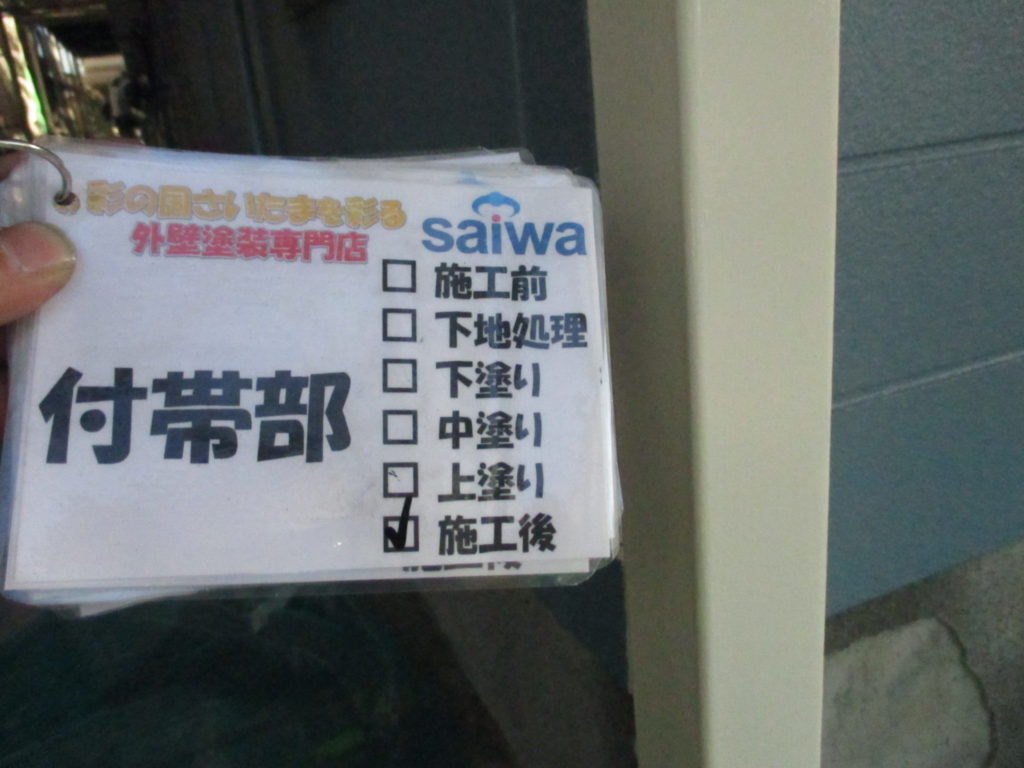 彩の国さいたまを彩る
外壁塗装専門店
saiwa
付帯部
□ 施工前
□ 下地処理
□ 下塗り
□ 中塗り
□ 上塗り
☑ 施工後